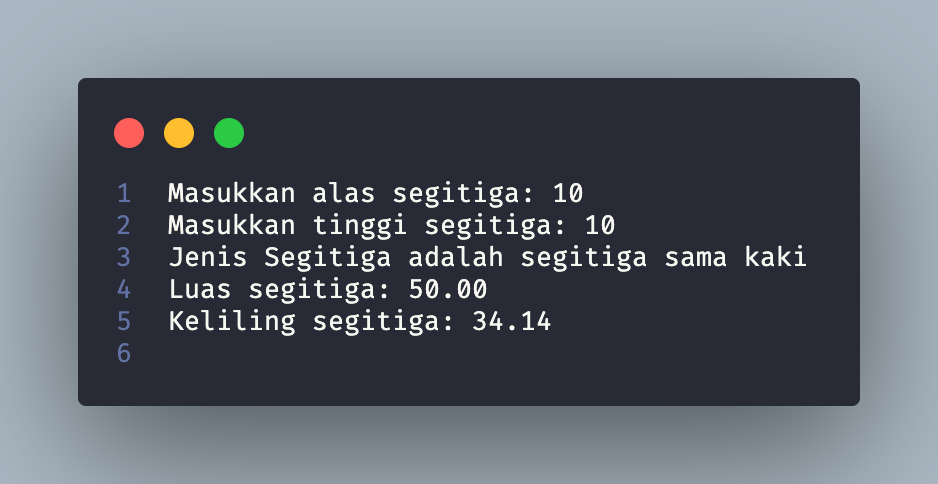 1 Masukkan alas segitiga: 10
2 Masukkan tinggi segitiga: 10
3 Jenis Segitiga adalah segitiga sama kaki
4 Luas segitiga: 50.00
5 Keliling segitiga: 34.14
6